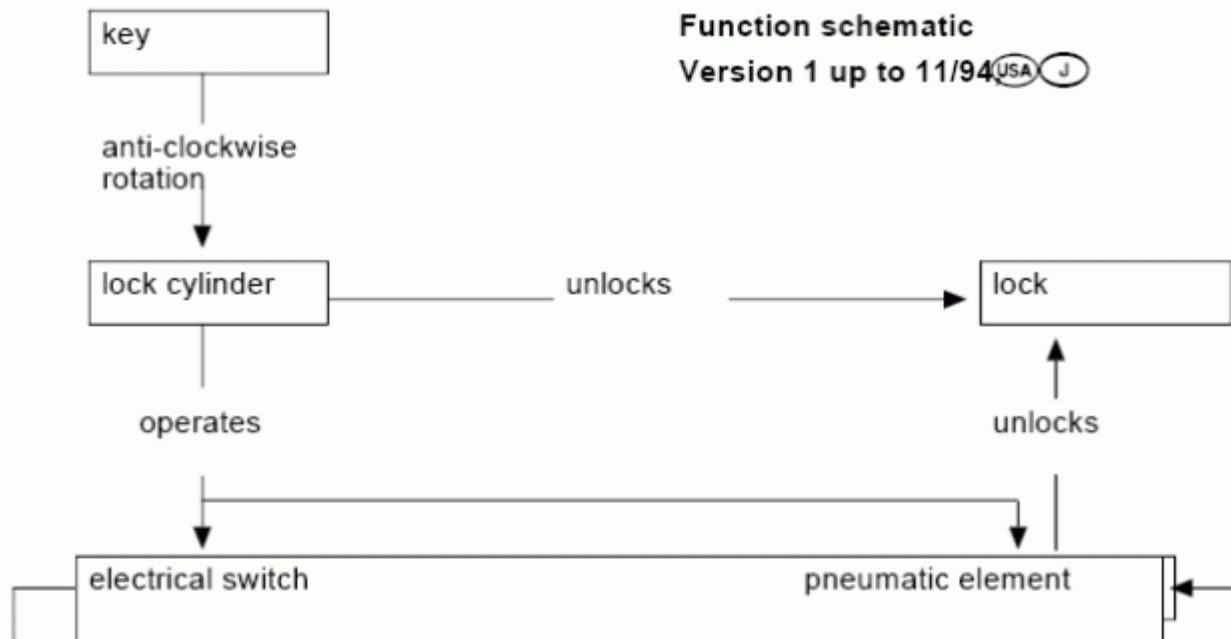 key
Function schematic
Version 1 up to 11/94, USA J
anti-clockwise
rotation
lock cylinder
unlocks
lock
operates
unlocks
electrical switch
pneumatic element